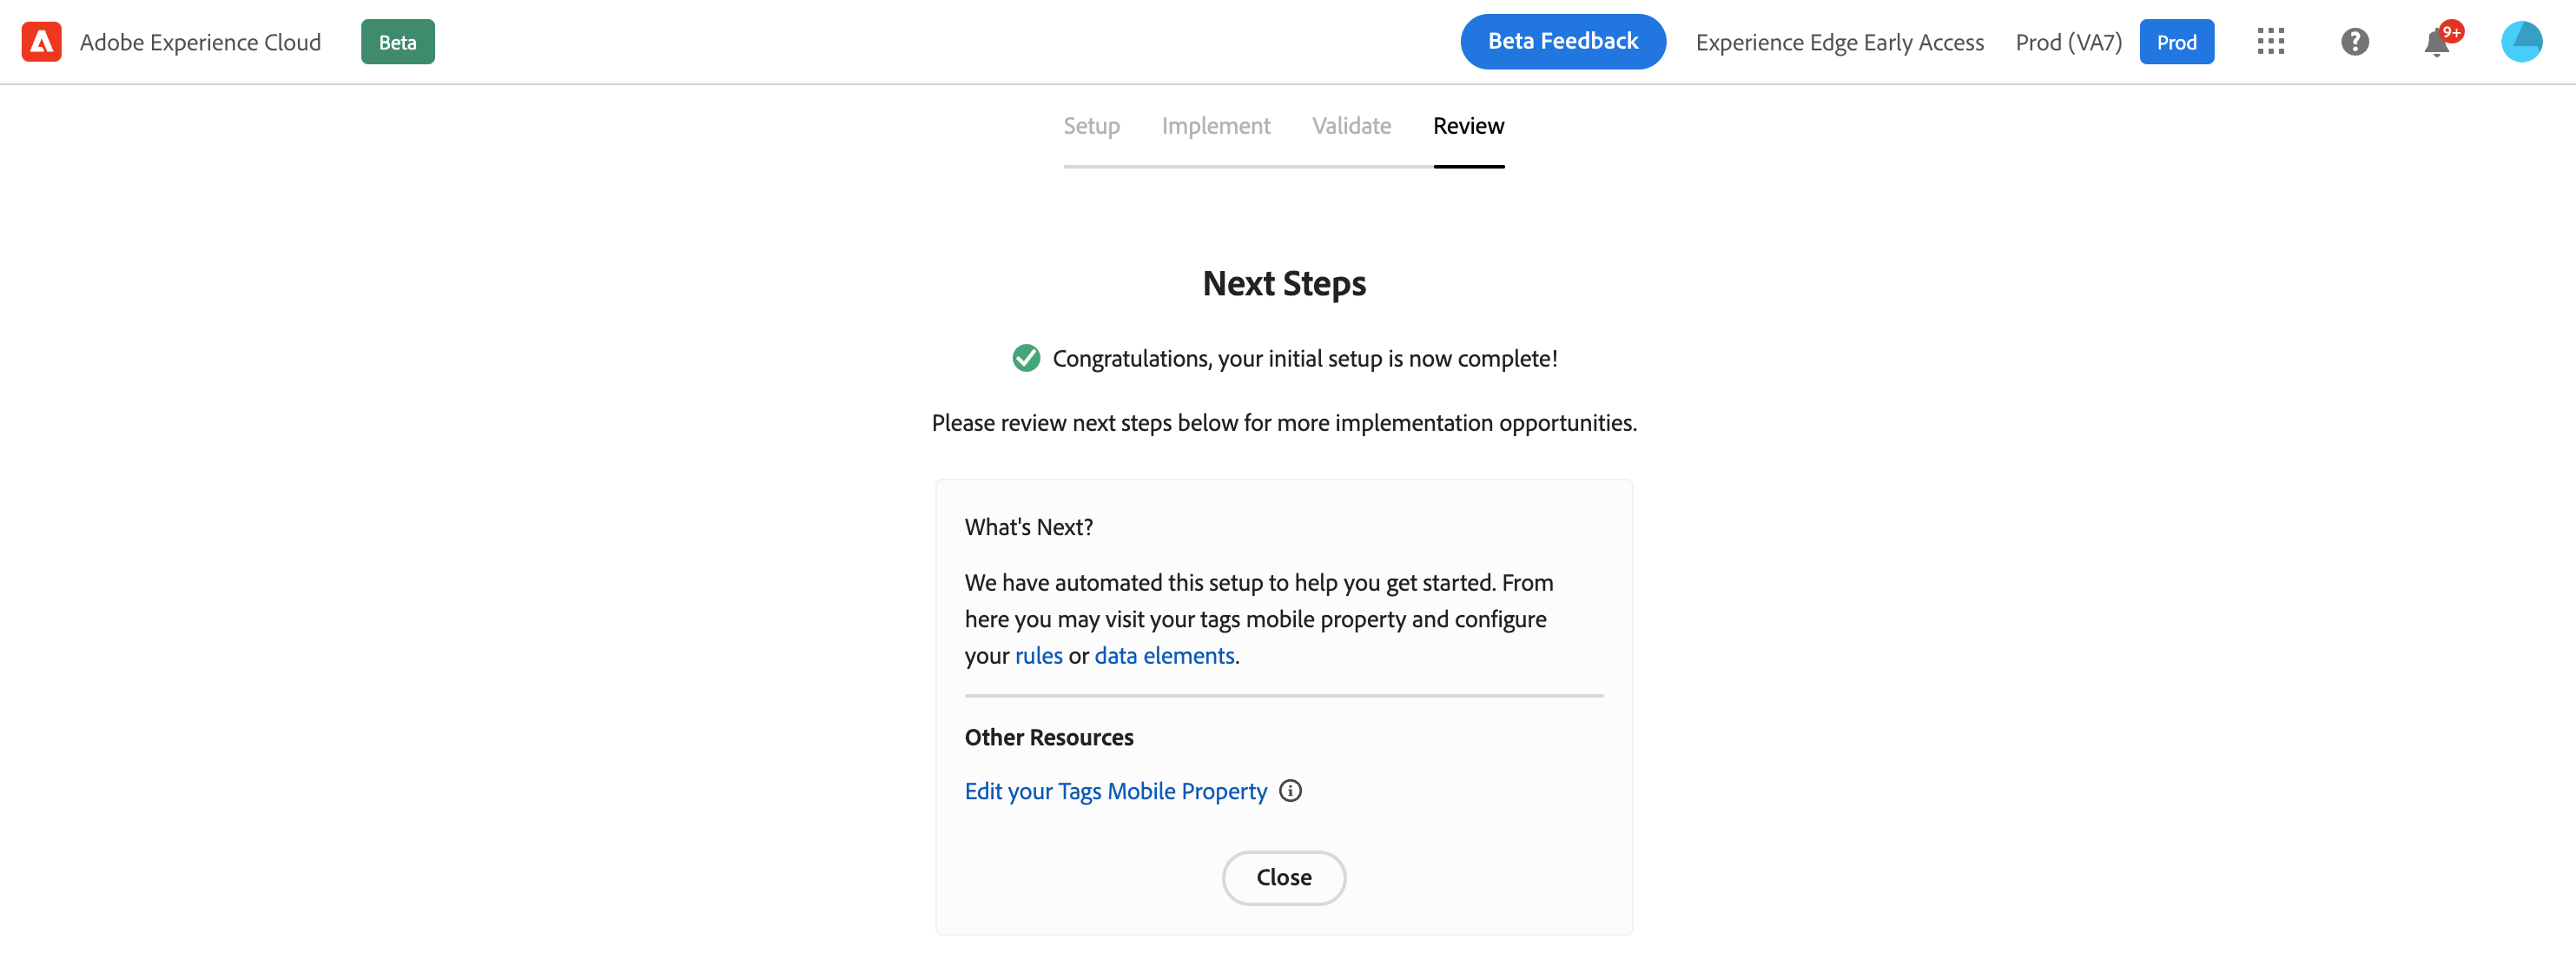 Adobe Experience Cloud Beta Beta Feedback Experience Edge Early Access Prod (VA7) Prod 9+
Setup Implement Validate Review
Next Steps
Congratulations, your initial setup is now complete!
Please review next steps below for more implementation opportunities.
What's Next?
We have automated this setup to help you get started. From
here you may visit your tags mobile property and configure
your rules or data elements.
Other Resources
Edit your Tags Mobile Property
Close